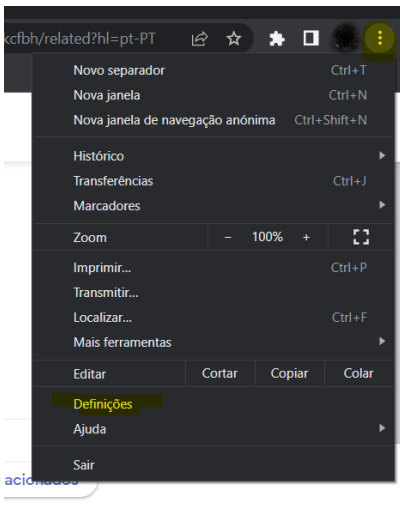 kcfbh/related?hl=pt-PT
Novo separador Ctrl+T
Nova janela Ctrl+N
Nova janela de navegação anónima Ctrl+Shift+N
Histórico
Transferências Ctrl+J
Marcadores
Zoom − 100% +
Imprimir... Ctrl+P
Transmitir...
Localizar... Ctrl+F
Mais ferramentas
Editar Cortar Copiar Colar
Definições
Ajuda
Sair
acionados